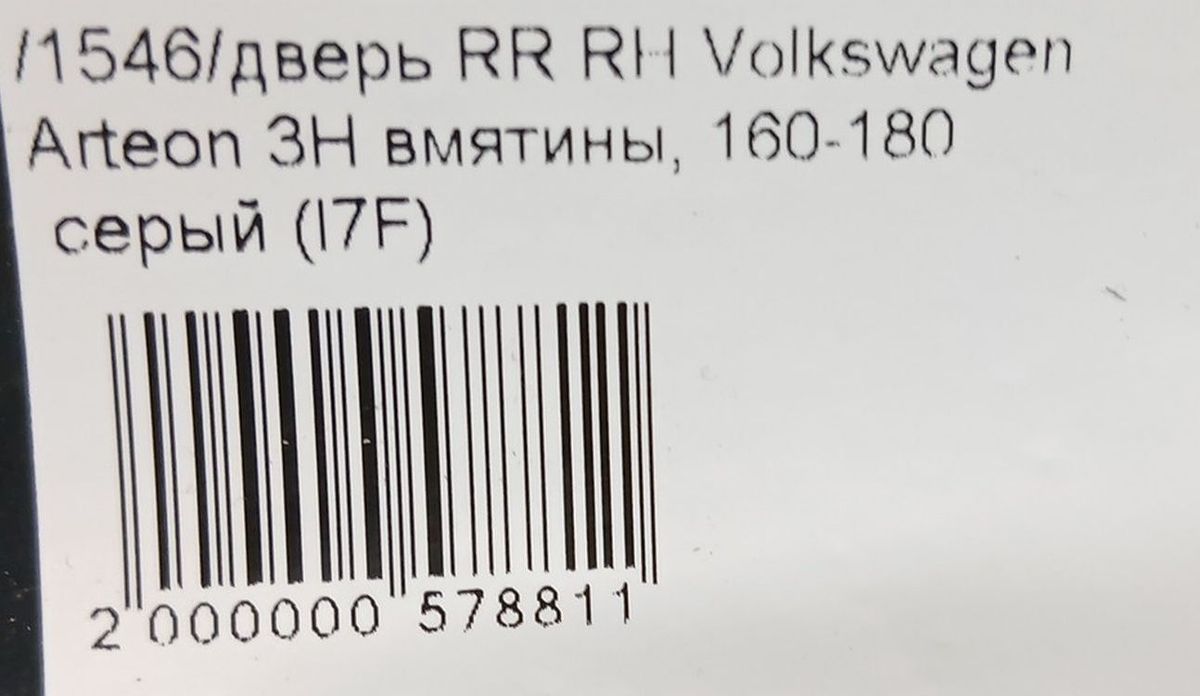 /1546/дверь RR RH Volkswagen
Arteon 3H вмятины, 160-180
серый (I7F)
2 000000 578811